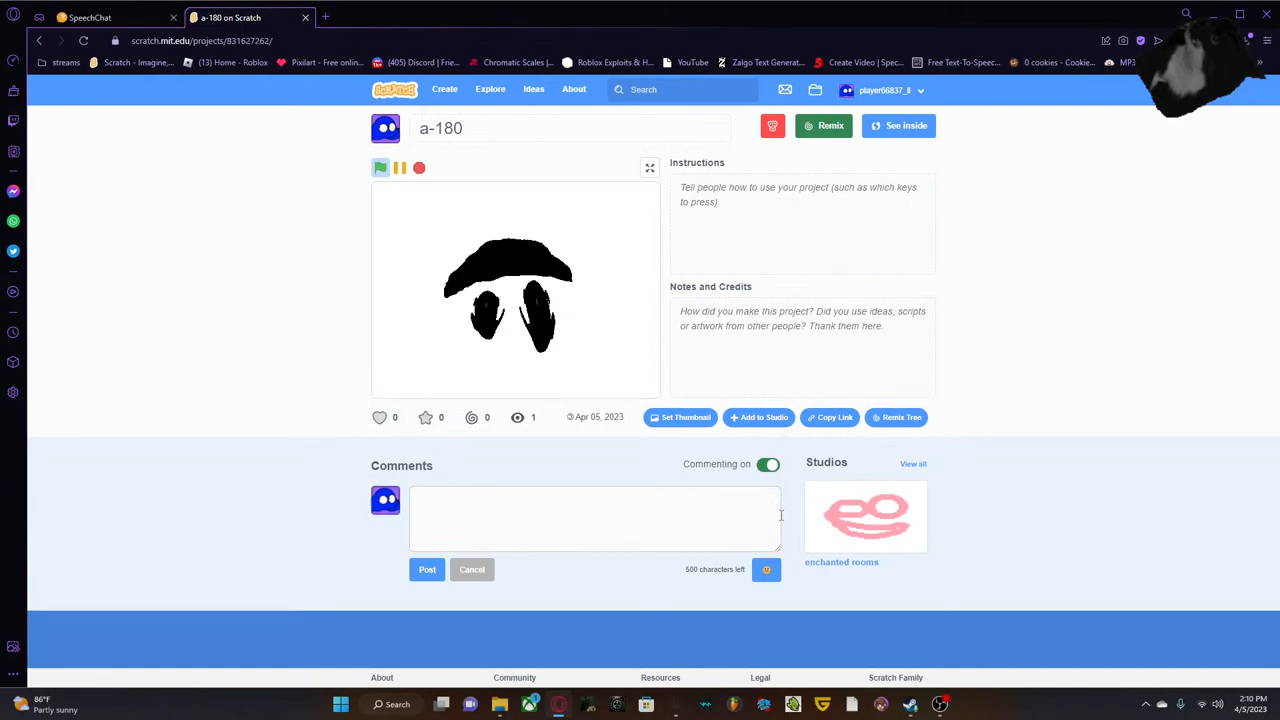 SpeechChat
a-180 on Scratch
scratch.mit.edu/projects/831627262/
streams
Scratch - Imagine,...
(13) Home - Roblox
Pixilart - Free onlin...
(405) Discord | Frie...
Chromatic Scales |...
Roblox Exploits & H...
YouTube
Zalgo Text Generat...
Create Video | Spec...
Free Text-To-Speec...
0 cookies - Cookie...
MP3
SCRATCH
Create
Explore
Ideas
About
Search
player66837_ll
a-180
Remix
See inside
Instructions
Tell people how to use your project (such as which keys
to press).
Notes and Credits
How did you make this project? Did you use ideas, scripts
or artwork from other people? Thank them here.
0
0
0
1
Apr 05, 2023
Set Thumbnail
Add to Studio
Copy Link
Remix Tree
Comments
Commenting on
Studios
View all
Post
Cancel
500 characters left
enchanted rooms
About
Community
Resources
Legal
Scratch Family
86°F
Partly sunny
Search
1
2:10 PM
4/5/2023